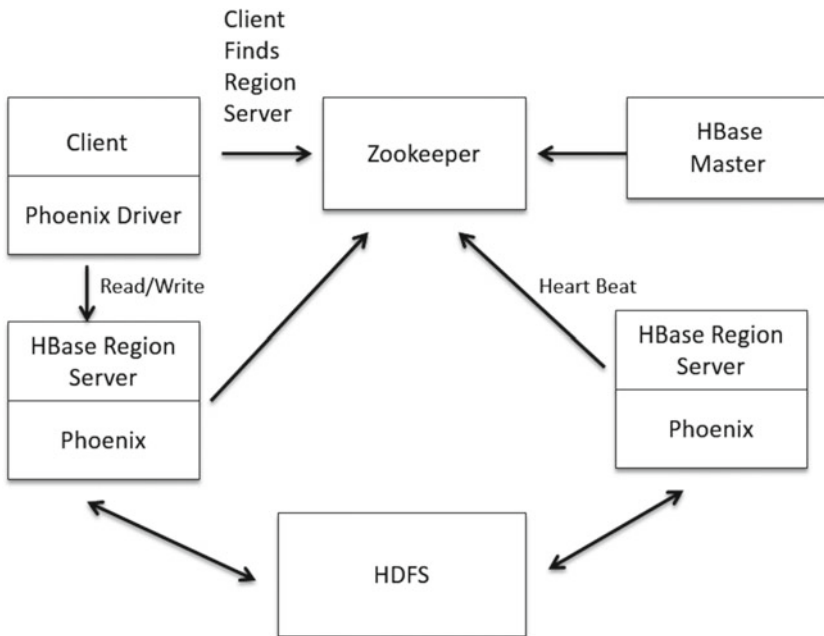 Client
Finds
Region
Server
Client
Phoenix Driver
Zookeeper
HBase
Master
Read/Write
Heart Beat
HBase Region
Server
Phoenix
HBase Region
Server
Phoenix
HDFS